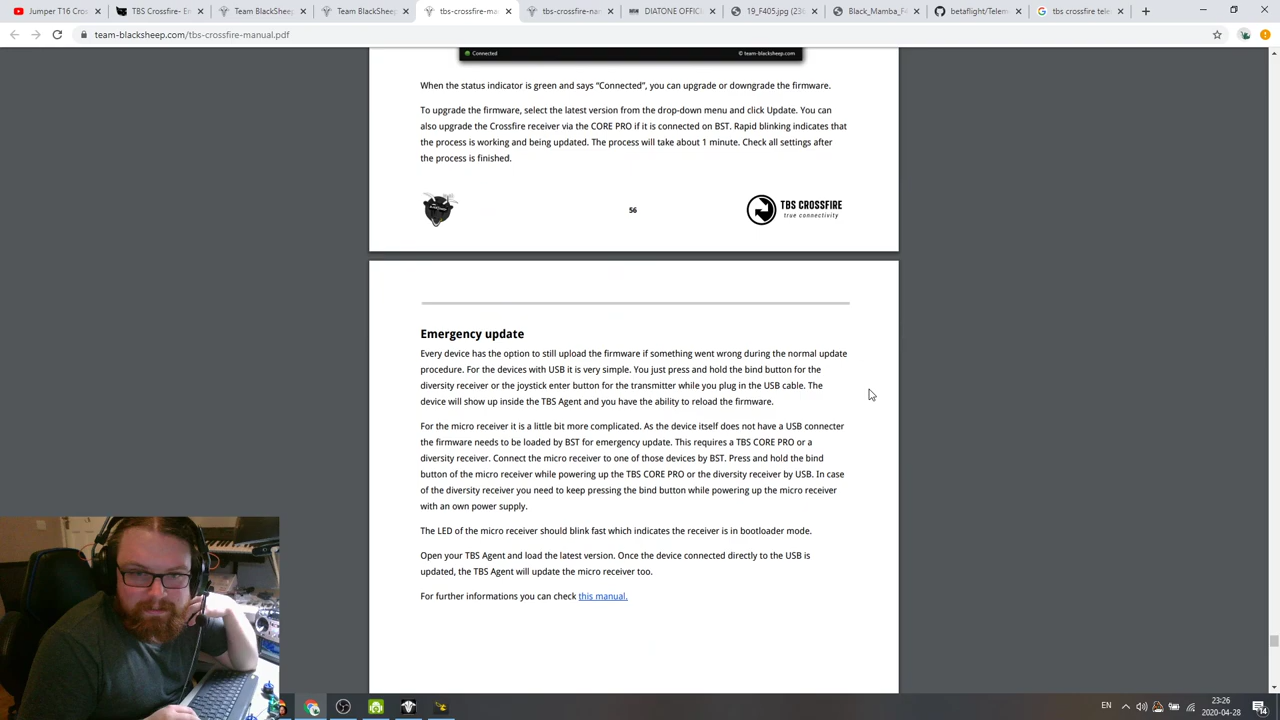 Jumper T16 Cro
TBS Crossfire - En
Team BlackSheep
Team BlackSheep
tbs-crossfire-man
tbs-crossfire-man
DIATONE OFFICI
19_F405.jpg (23
Black_Mamba_F4
betaflight/Telem
tbs crossfire tele
team-blacksheep.com/tbs-crossfire-manual.pdf
Connected
© team-blacksheep.com
When the status indicator is green and says “Connected”, you can upgrade or downgrade the firmware.
To upgrade the firmware, select the latest version from the drop-down menu and click Update. You can
also upgrade the Crossfire receiver via the CORE PRO if it is connected on BST. Rapid blinking indicates that
the process is working and being updated. The process will take about 1 minute. Check all settings after
the process is finished.
56
TBS CROSSFIRE
true connectivity
Emergency update
Every device has the option to still upload the firmware if something went wrong during the normal update
procedure. For the devices with USB it is very simple. You just press and hold the bind button for the
diversity receiver or the joystick enter button for the transmitter while you plug in the USB cable. The
device will show up inside the TBS Agent and you have the ability to reload the firmware.
For the micro receiver it is a little bit more complicated. As the device itself does not have a USB connecter
the firmware needs to be loaded by BST for emergency update. This requires a TBS CORE PRO or a
diversity receiver. Connect the micro receiver to one of those devices by BST. Press and hold the bind
button of the micro receiver while powering up the TBS CORE PRO or the diversity receiver by USB. In case
of the diversity receiver you need to keep pressing the bind button while powering up the micro receiver
with an own power supply.
The LED of the micro receiver should blink fast which indicates the receiver is in bootloader mode.
Open your TBS Agent and load the latest version. Once the device connected directly to the USB is
updated, the TBS Agent will update the micro receiver too.
For further informations you can check this manual.
EN
23:26
2020-04-28
14